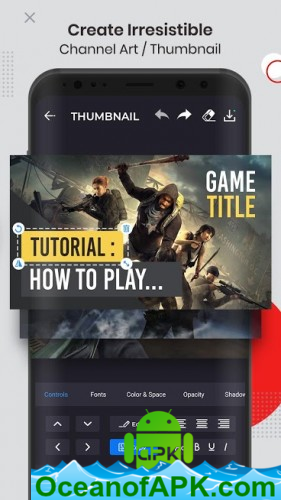 Create Irresistible
Channel Art / Thumbnail
THUMBNAIL
GAME
TITLE
TUTORIAL :
HOW TO PLAY...
Controls Fonts Color & Space Opacity Shadow
B U
APK
OceanofAPK.com